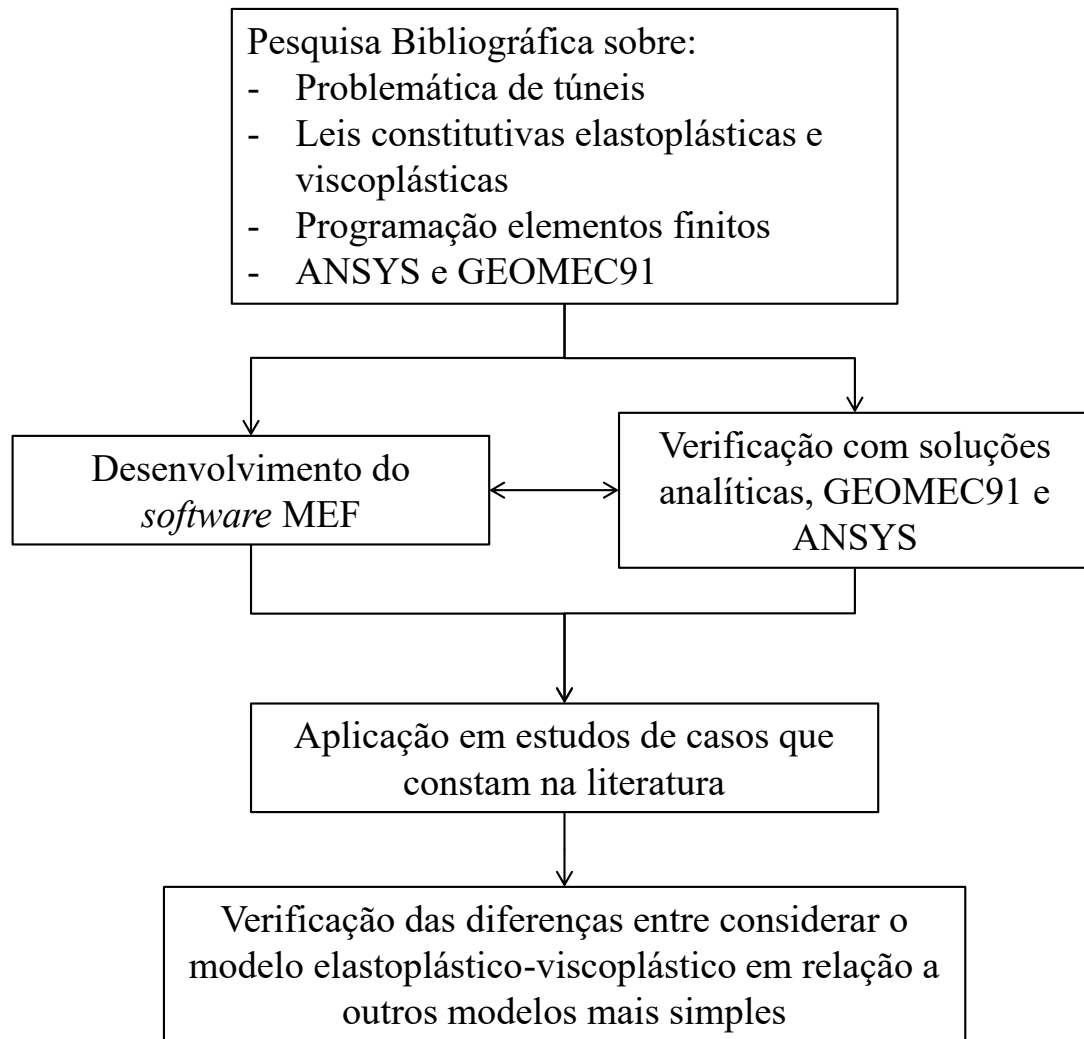 Pesquisa Bibliográfica sobre:
- Problemática de túneis
- Leis constitutivas elastoplásticas e
viscoplásticas
- Programação elementos finitos
- ANSYS e GEOMEC91
Desenvolvimento do
software MEF
Verificação com soluções
analíticas, GEOMEC91 e
ANSYS
Aplicação em estudos de casos que
constam na literatura
Verificação das diferenças entre considerar o
modelo elastoplástico-viscoplástico em relação a
outros modelos mais simples